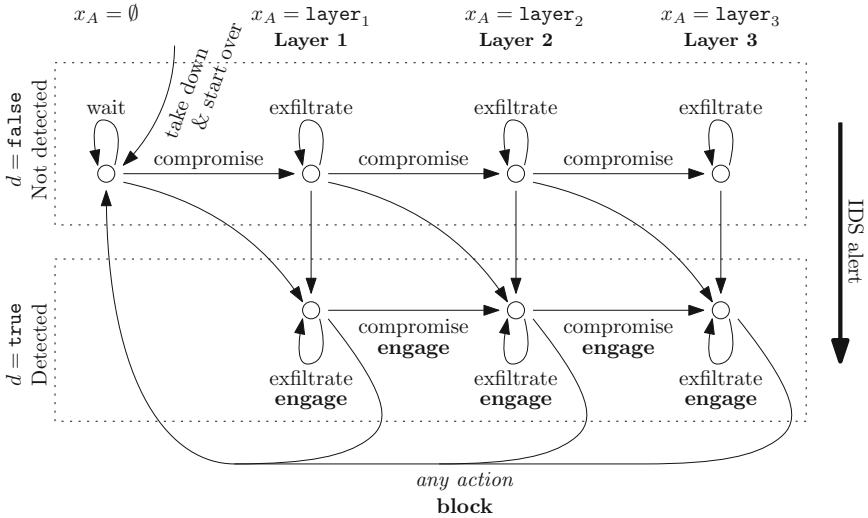 x_A = ∅
x_A = layer_1
x_A = layer_2
x_A = layer_3
Layer 1
Layer 2
Layer 3
take down
& start over
d = false
Not detected
wait
exfiltrate
exfiltrate
exfiltrate
compromise
compromise
compromise
IDS alert
d = true
Detected
compromise
engage
compromise
engage
exfiltrate
engage
exfiltrate
engage
exfiltrate
engage
any action
block